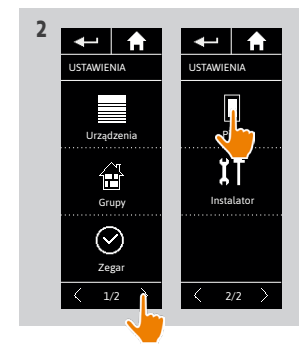 2
USTAWIENIA
Urządzenia
Grupy
Zegar
1/2
USTAWIENIA
Instalator
2/2